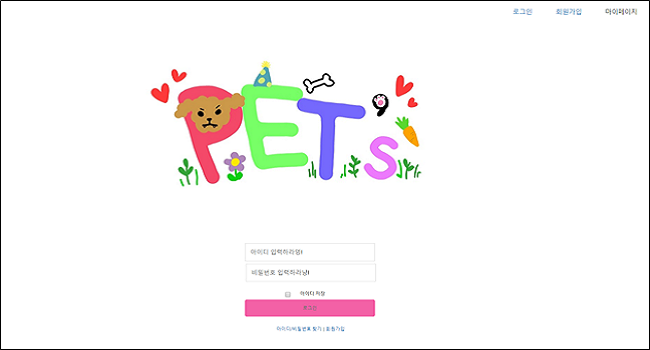 로그인 회원가입 마이페이지
PET's
아이디 입력하라멍!
비밀번호 입력하라냥!
아이디 저장
로그인
아이디/비밀번호 찾기 | 회원가입